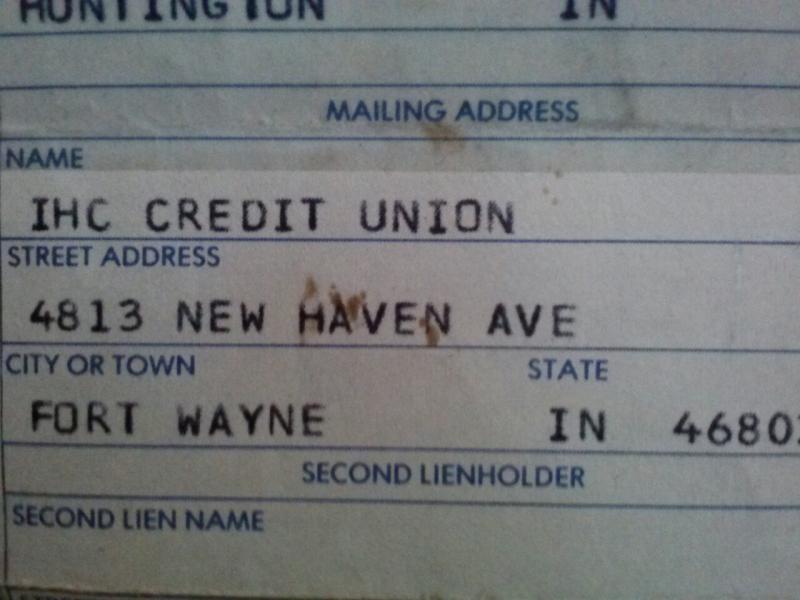 HUNTINGTON IN
MAILING ADDRESS
NAME
IHC CREDIT UNION
STREET ADDRESS
4813 NEW HAVEN AVE
CITY OR TOWN STATE
FORT WAYNE IN 4680
SECOND LIENHOLDER
SECOND LIEN NAME